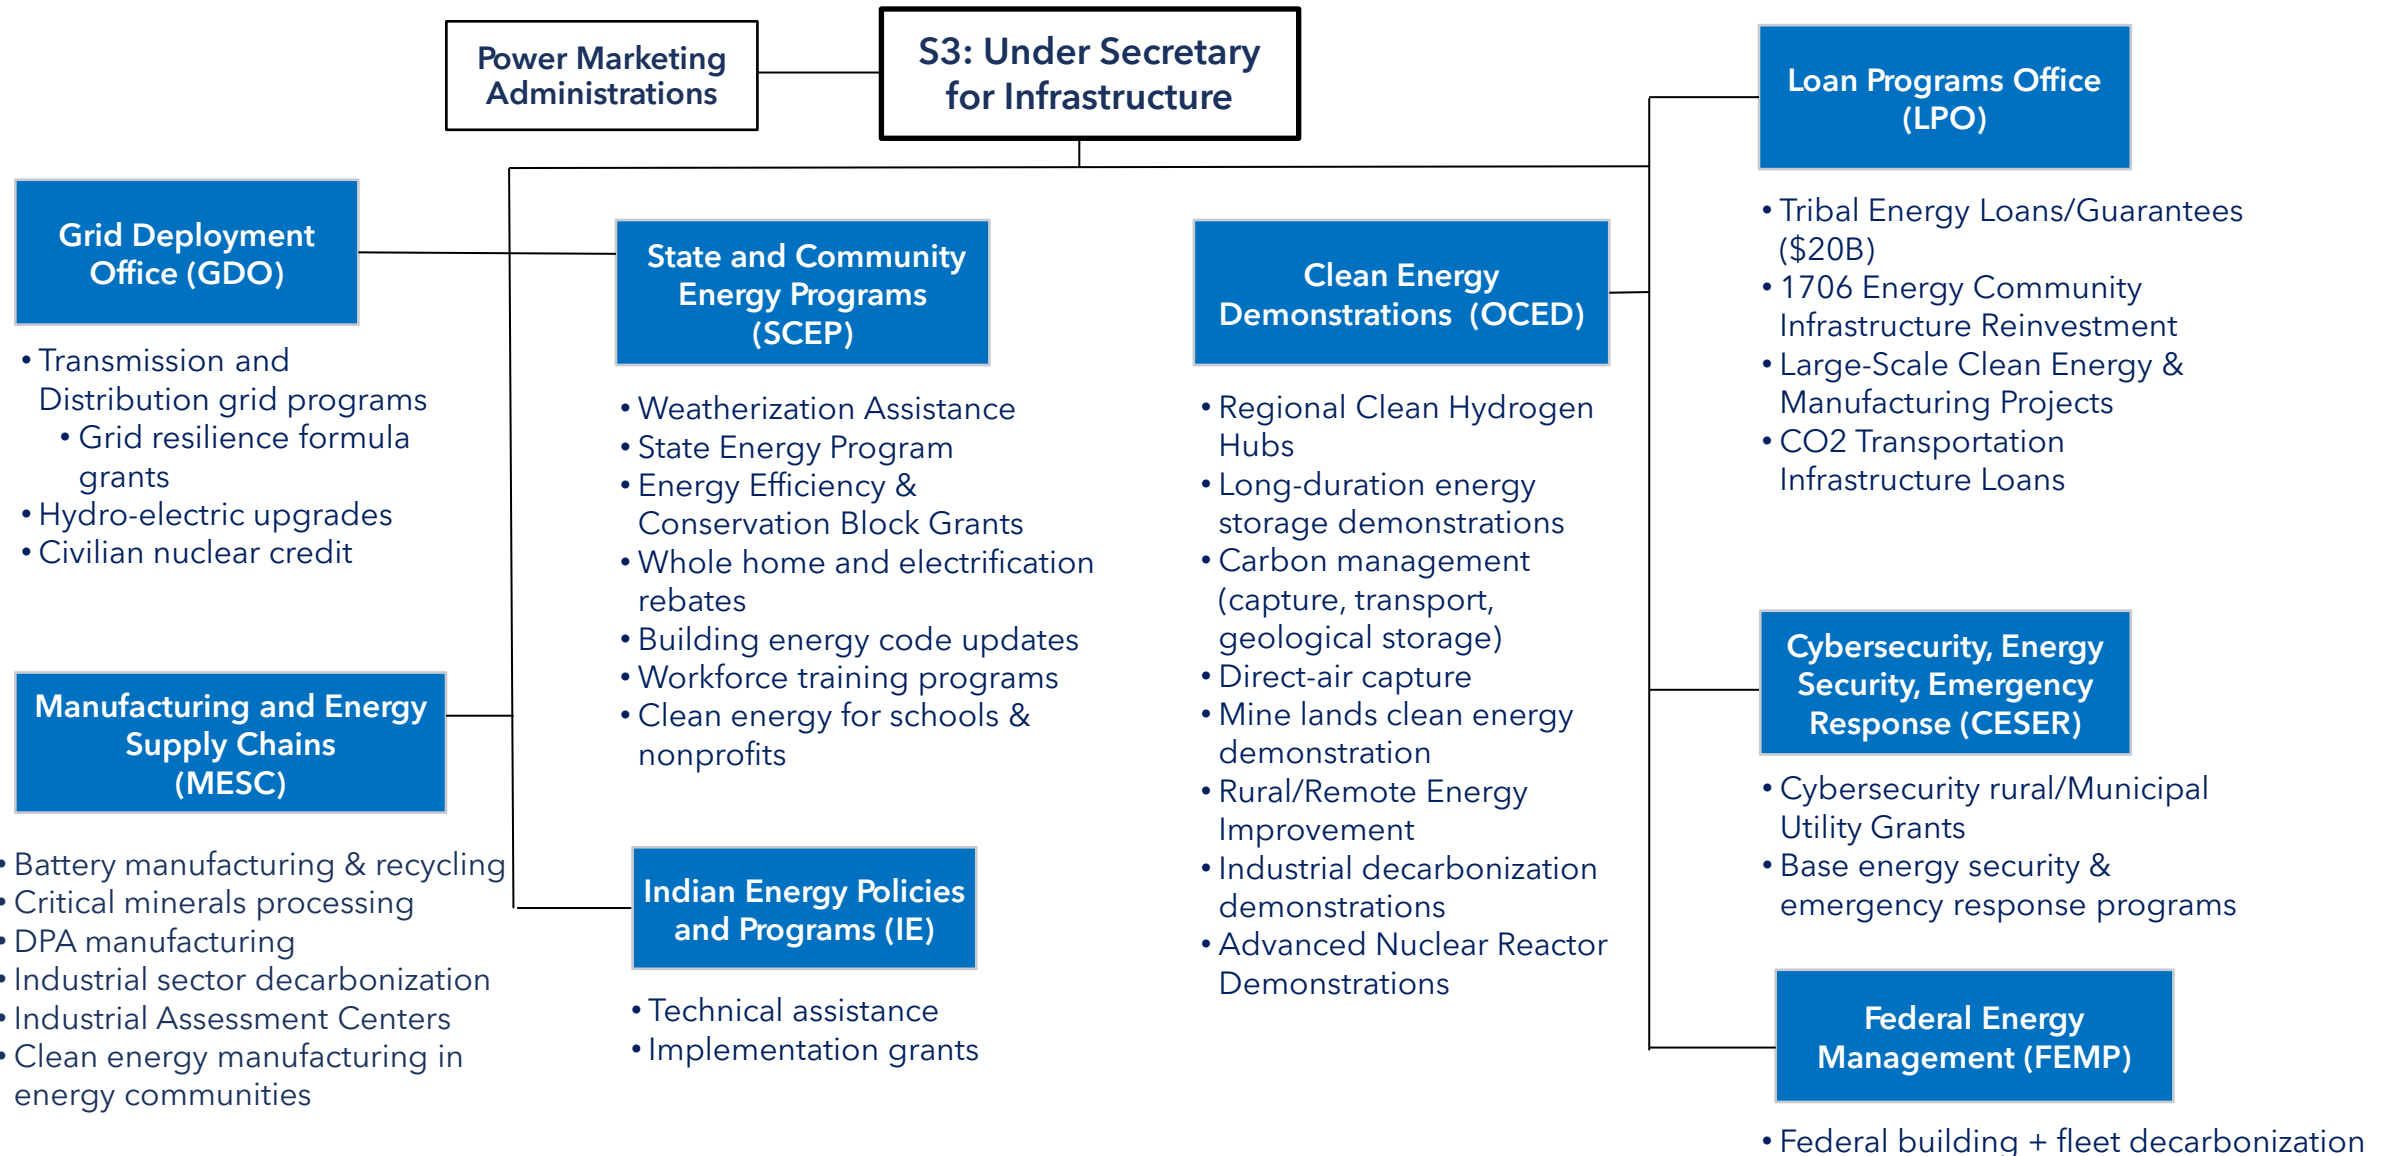 Power Marketing
Administrations
S3: Under Secretary
for Infrastructure
Grid Deployment
Office (GDO)
• Transmission and
Distribution grid programs
• Grid resilience formula
grants
• Hydro-electric upgrades
• Civilian nuclear credit
Manufacturing and Energy
Supply Chains
(MESC)
• Battery manufacturing & recycling
• Critical minerals processing
• DPA manufacturing
• Industrial sector decarbonization
• Industrial Assessment Centers
• Clean energy manufacturing in
energy communities
State and Community
Energy Programs
(SCEP)
• Weatherization Assistance
• State Energy Program
• Energy Efficiency &
Conservation Block Grants
• Whole home and electrification
rebates
• Building energy code updates
• Workforce training programs
• Clean energy for schools &
nonprofits
Indian Energy Policies
and Programs (IE)
• Technical assistance
• Implementation grants
Clean Energy
Demonstrations (OCED)
• Regional Clean Hydrogen
Hubs
• Long-duration energy
storage demonstrations
• Carbon management
(capture, transport,
geological storage)
• Direct-air capture
• Mine lands clean energy
demonstration
• Rural/Remote Energy
Improvement
• Industrial decarbonization
demonstrations
• Advanced Nuclear Reactor
Demonstrations
Loan Programs Office
(LPO)
• Tribal Energy Loans/Guarantees
($20B)
• 1706 Energy Community
Infrastructure Reinvestment
• Large-Scale Clean Energy &
Manufacturing Projects
• CO2 Transportation
Infrastructure Loans
Cybersecurity, Energy
Security, Emergency
Response (CESER)
• Cybersecurity rural/Municipal
Utility Grants
• Base energy security &
emergency response programs
Federal Energy
Management (FEMP)
• Federal building + fleet decarbonization